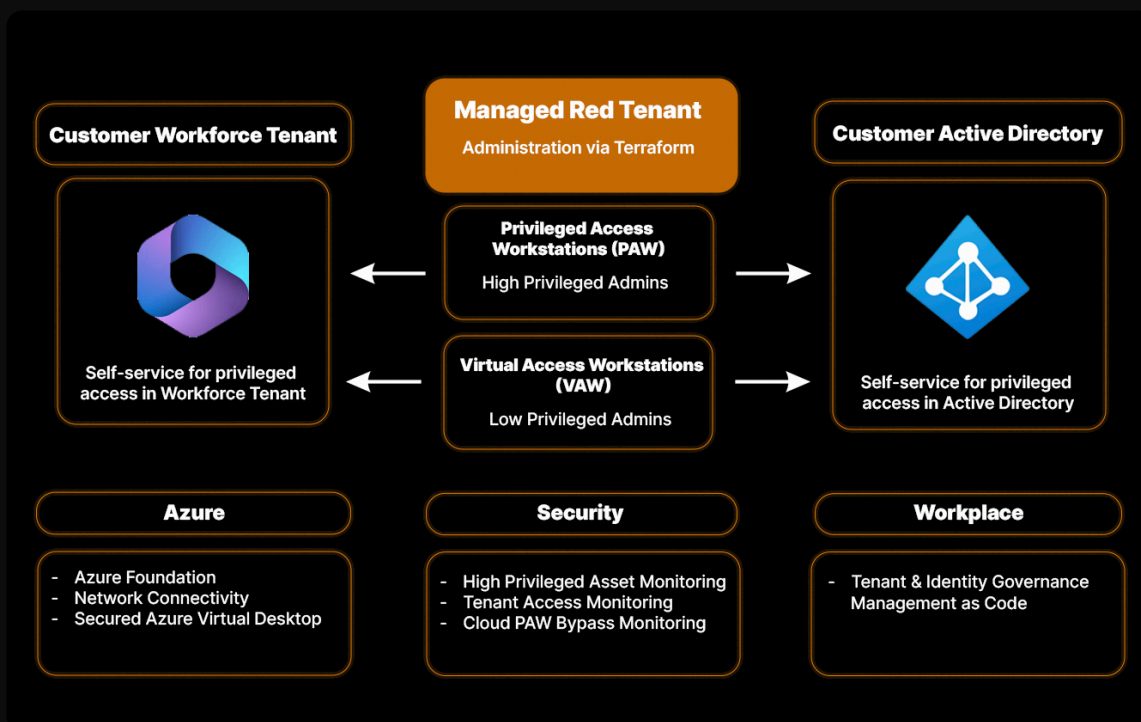 Managed Red Tenant
Administration via Terraform
Customer Workforce Tenant
Self-service for privileged
access in Workforce Tenant
Privileged Access
Workstations (PAW)
High Privileged Admins
Virtual Access Workstations
(VAW)
Low Privileged Admins
Customer Active Directory
Self-service for privileged
access in Active Directory
Azure
- Azure Foundation
- Network Connectivity
- Secured Azure Virtual Desktop
Security
- High Privileged Asset Monitoring
- Tenant Access Monitoring
- Cloud PAW Bypass Monitoring
Workplace
- Tenant & Identity Governance
Management as Code